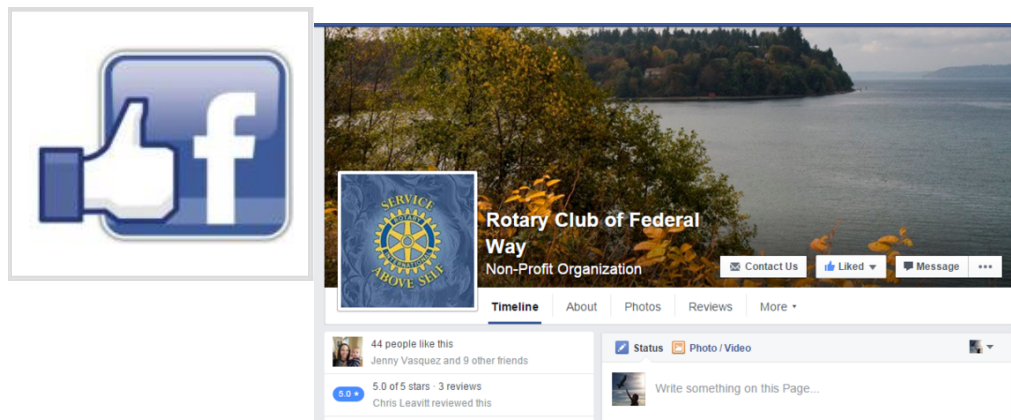 f
SERVICE
ROTARY
INTERNATIONAL
ABOVE SELF
Rotary Club of Federal
Way
Non-Profit Organization
Contact Us
Liked
Message
Timeline
About
Photos
Reviews
More
44 people like this
Jenny Vasquez and 9 other friends
5.0
5.0 of 5 stars · 3 reviews
Chris Leavitt reviewed this
Status
Photo / Video
Write something on this Page...